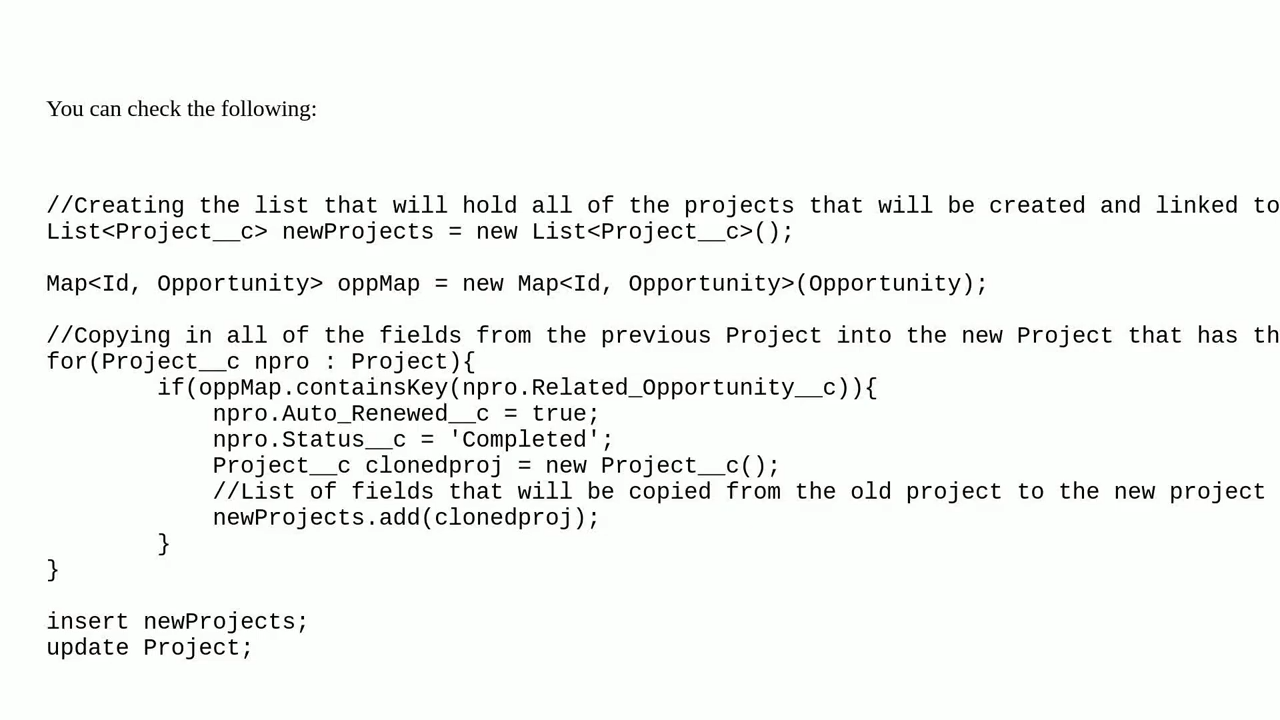 You can check the following:
//Creating the list that will hold all of the projects that will be created and linked to
List<Project__c> newProjects = new List<Project__c>();
Map<Id, Opportunity> oppMap = new Map<Id, Opportunity>(Opportunity);
//Copying in all of the fields from the previous Project into the new Project that has th
for(Project__c npro : Project){
        if(oppMap.containsKey(npro.Related_Opportunity__c)){
            npro.Auto_Renewed__c = true;
            npro.Status__c = 'Completed';
            Project__c clonedproj = new Project__c();
            //List of fields that will be copied from the old project to the new project
            newProjects.add(clonedproj);
        }
}
insert newProjects;
update Project;